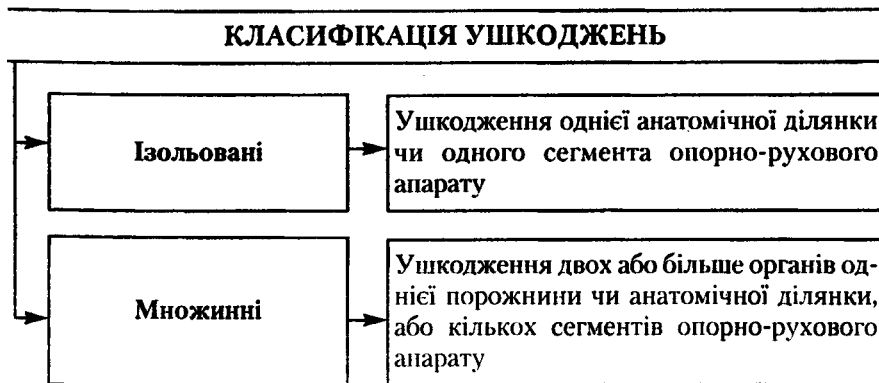 КЛАСИФІКАЦІЯ УШКОДЖЕНЬ
Ізольовані
Ушкодження однієї анатомічної ділянки
чи одного сегмента опорно-рухового
апарату
Множинні
Ушкодження двох або більше органів од-
нієї порожнини чи анатомічної ділянки,
або кількох сегментів опорно-рухового
апарату